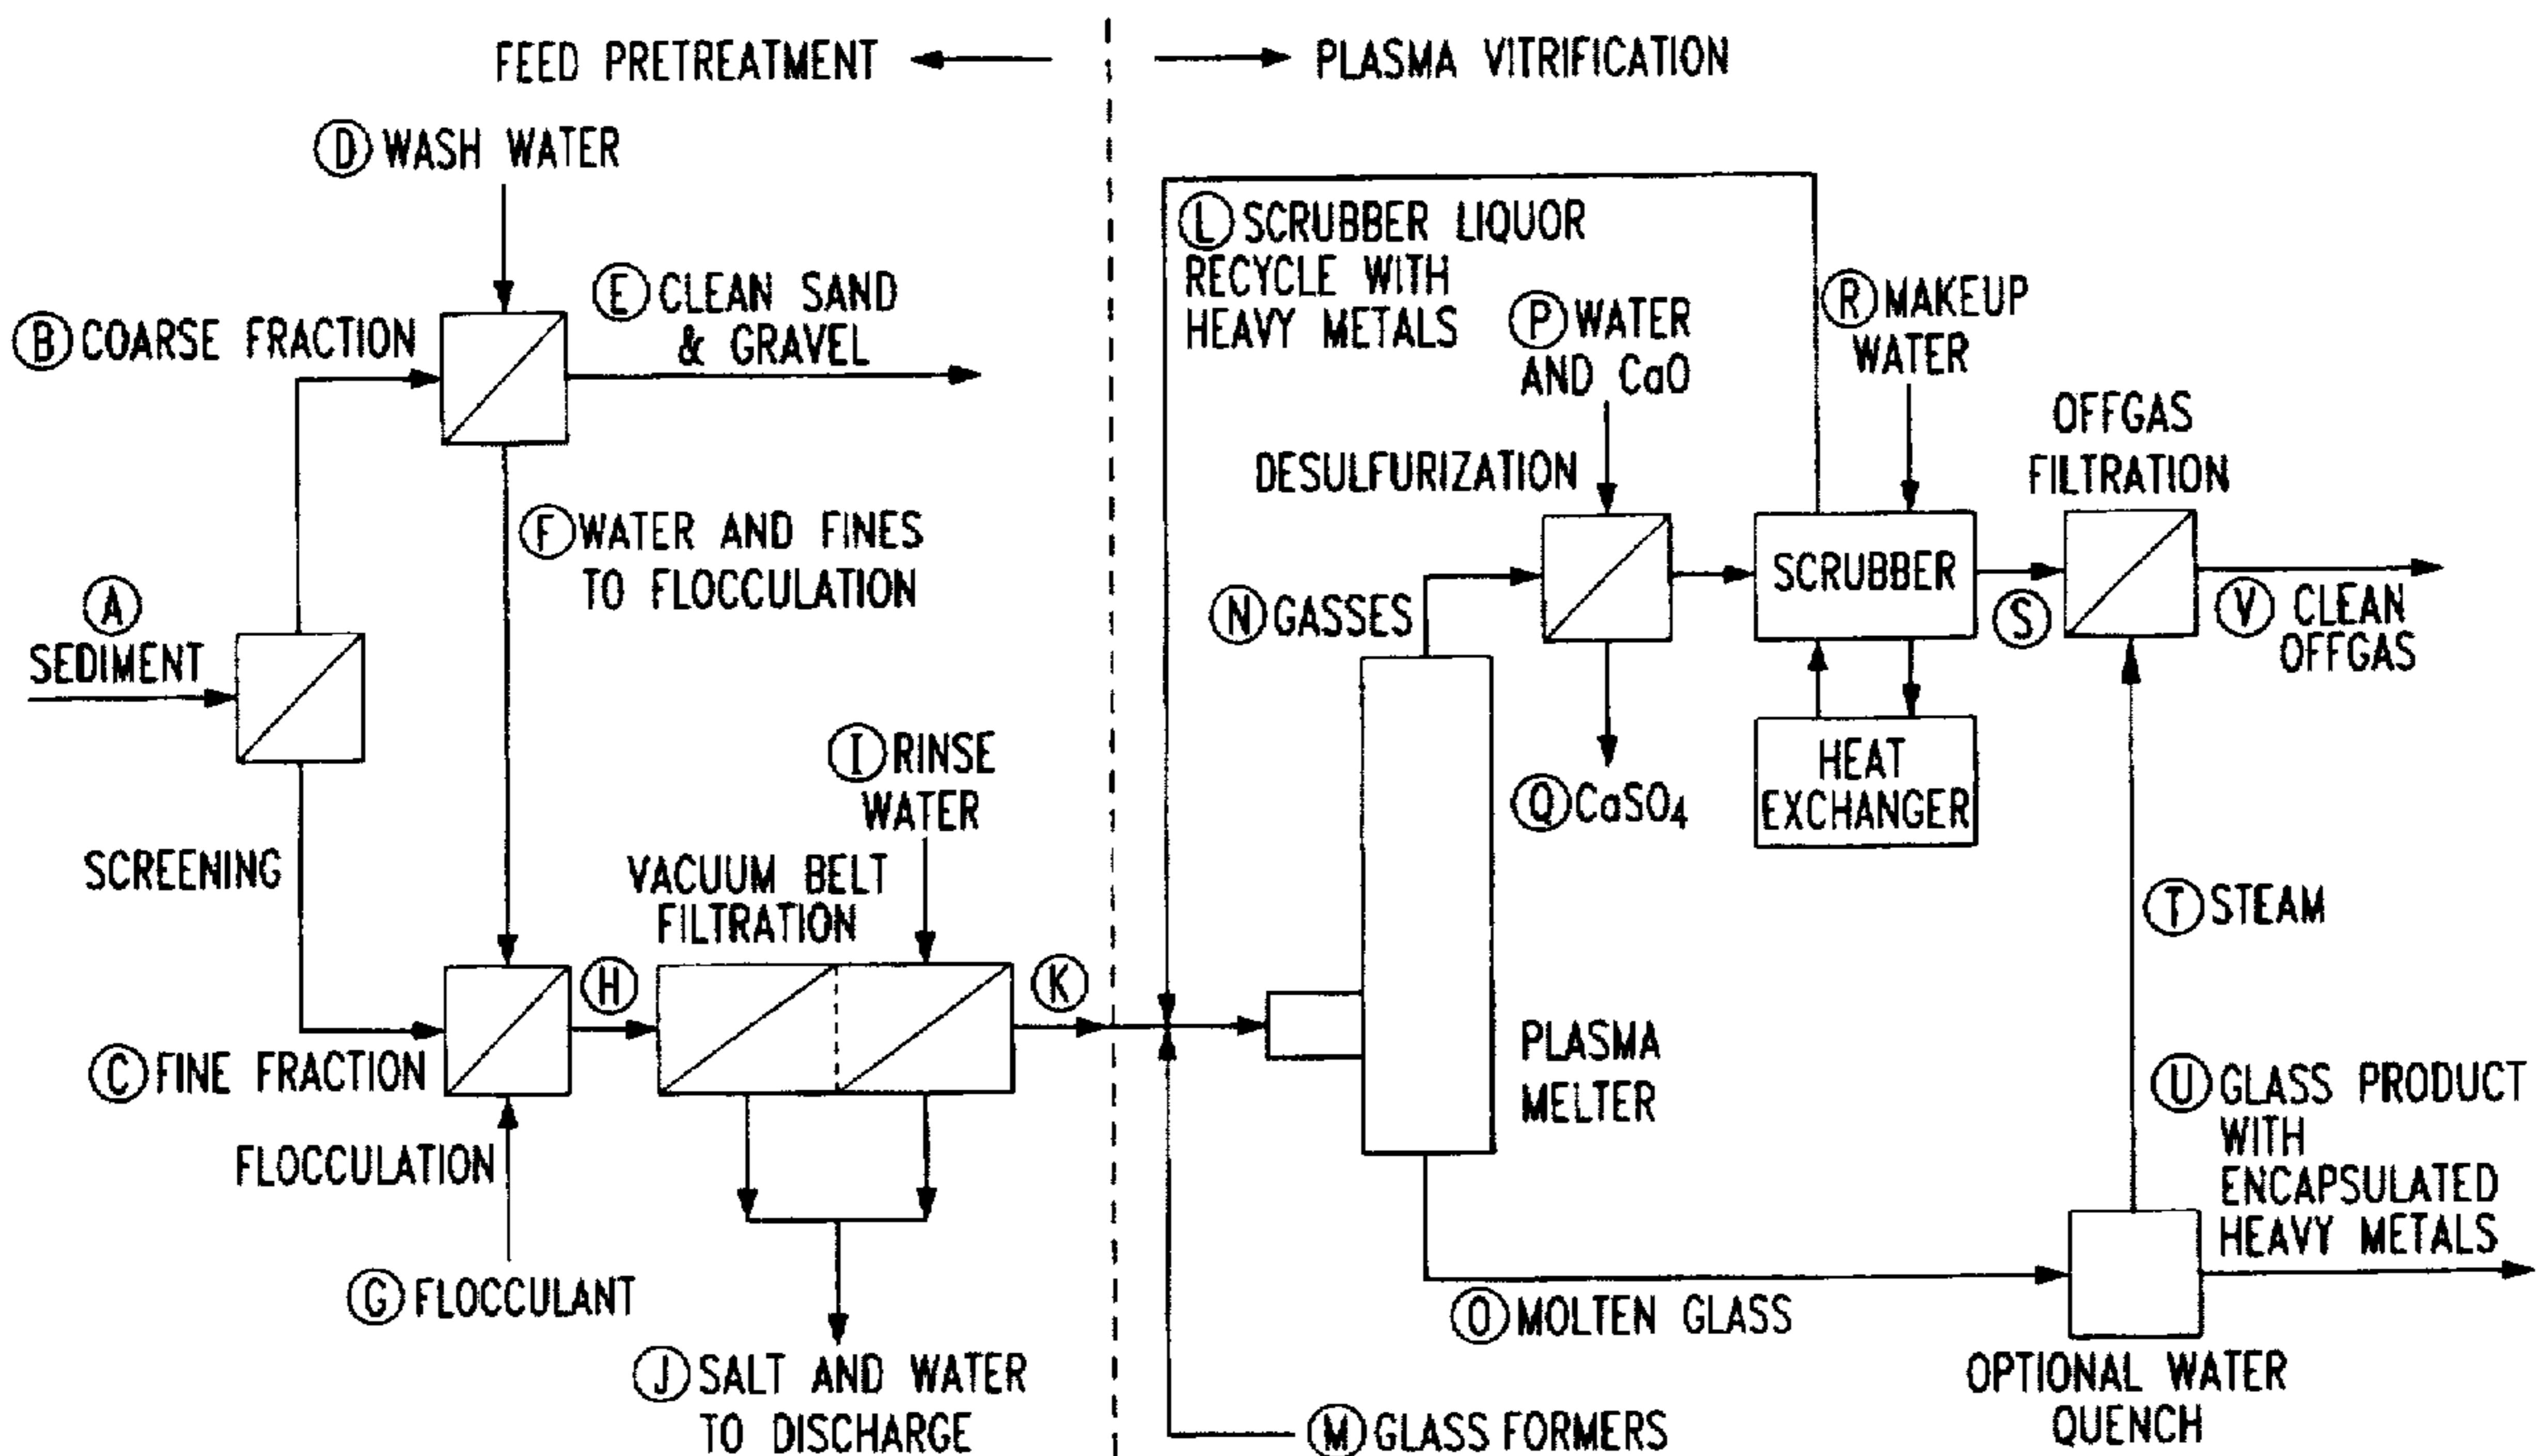 FEED PRETREATMENT
PLASMA VITRIFICATION
D WASH WATER
B COARSE FRACTION
E CLEAN SAND
& GRAVEL
F WATER AND FINES
TO FLOCCULATION
A
SEDIMENT
SCREENING
C FINE FRACTION
FLOCCULATION
G FLOCCULANT
H
VACUUM BELT
FILTRATION
I RINSE
WATER
K
J SALT AND WATER
TO DISCHARGE
L SCRUBBER LIQUOR
RECYCLE WITH
HEAVY METALS
P WATER
AND CaO
R MAKEUP
WATER
DESULFURIZATION
OFFGAS
FILTRATION
SCRUBBER
N GASSES
S
V CLEAN
OFFGAS
Q CaSO4
HEAT
EXCHANGER
T STEAM
PLASMA
MELTER
U GLASS PRODUCT
WITH
ENCAPSULATED
HEAVY METALS
O MOLTEN GLASS
OPTIONAL WATER
QUENCH
M GLASS FORMERS